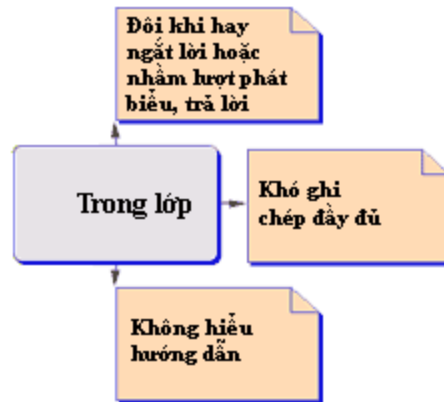 Đôi khi hay
ngắt lời hoặc
nhầm lượt phát
biểu, trả lời
Trong lớp
Khó ghi
chép đầy đủ
Không hiểu
hướng dẫn